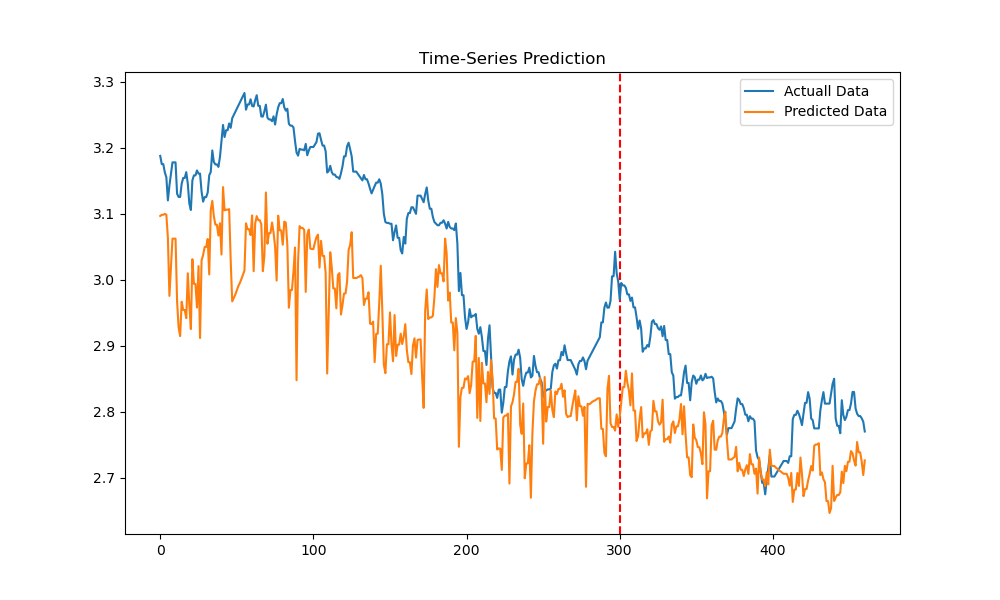 Time-Series Prediction
Actuall Data
Predicted Data
3.3
3.2
3.1
3.0
2.9
2.8
2.7
0 100 200 300 400